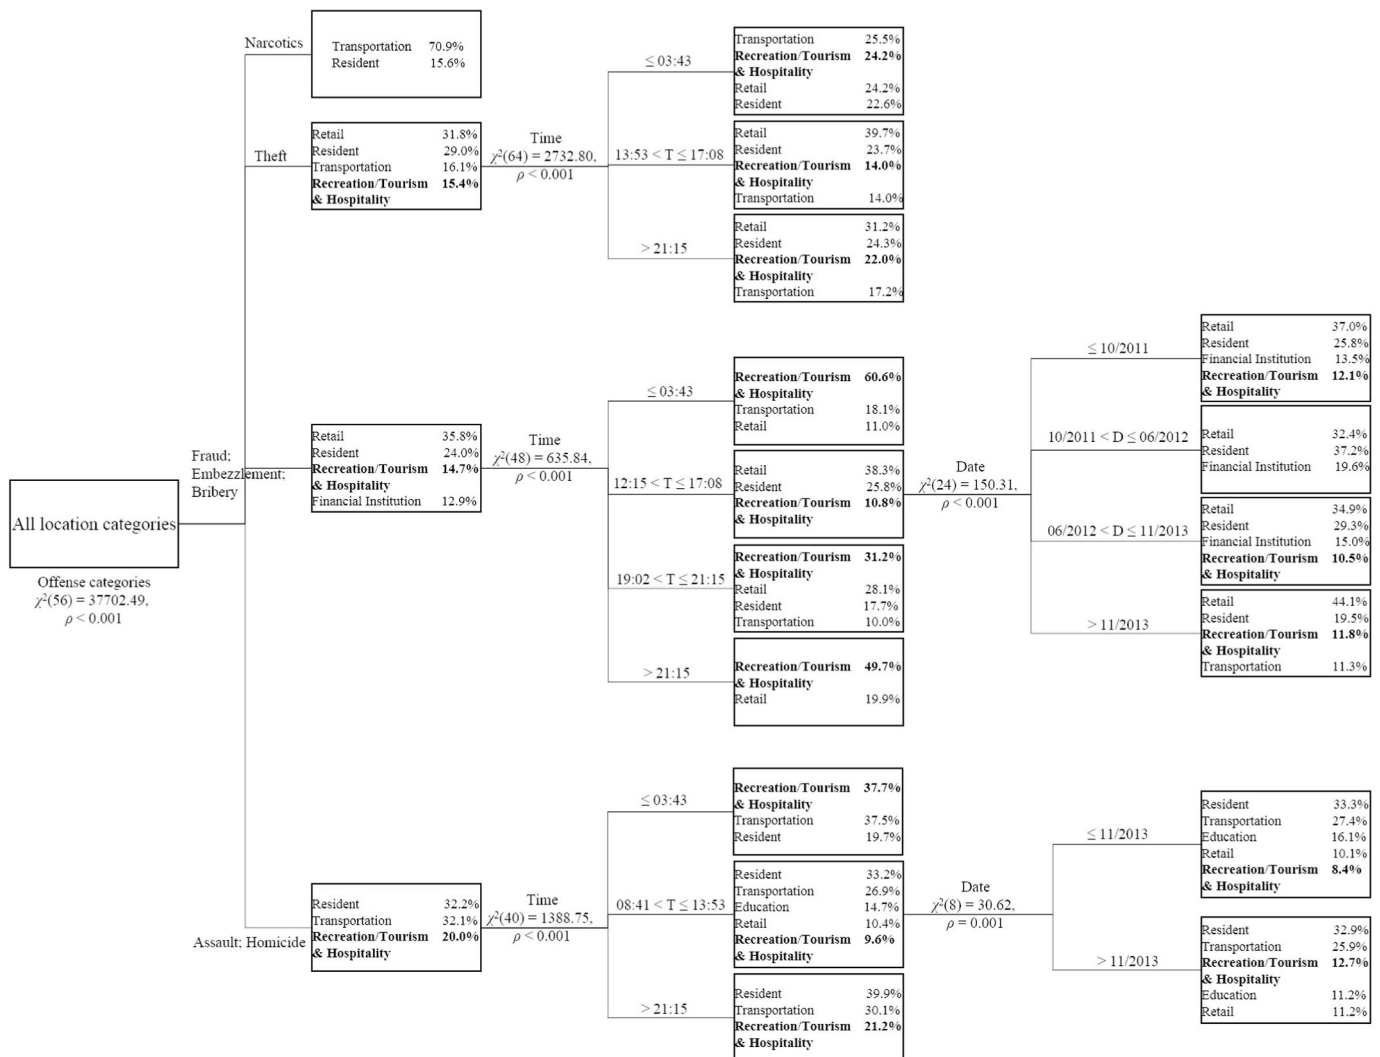 All location categories
Offense categories
χ²(56) = 37702.49,
ρ < 0.001
Narcotics
Transportation 70.9%
Resident 15.6%
Theft
Retail 31.8%
Resident 29.0%
Transportation 16.1%
Recreation/Tourism 15.4%
& Hospitality
Time
χ²(64) = 2732.80,
ρ < 0.001
≤ 03:43
Transportation 25.5%
Recreation/Tourism 24.2%
& Hospitality
Retail 24.2%
Resident 22.6%
13:53 < T ≤ 17:08
Retail 39.7%
Resident 23.7%
Recreation/Tourism 14.0%
& Hospitality
Transportation 14.0%
> 21:15
Retail 31.2%
Resident 24.3%
Recreation/Tourism 22.0%
& Hospitality
Transportation 17.2%
Fraud;
Embezzlement;
Bribery
Retail 35.8%
Resident 24.0%
Recreation/Tourism 14.7%
& Hospitality
Financial Institution 12.9%
Time
χ²(48) = 635.84,
ρ < 0.001
≤ 03:43
Recreation/Tourism 60.6%
& Hospitality
Transportation 18.1%
Retail 11.0%
12:15 < T ≤ 17:08
Retail 38.3%
Resident 25.8%
Recreation/Tourism 10.8%
& Hospitality
Date
χ²(24) = 150.31,
ρ < 0.001
≤ 10/2011
Retail 37.0%
Resident 25.8%
Financial Institution 13.5%
Recreation/Tourism 12.1%
& Hospitality
10/2011 < D ≤ 06/2012
Retail 32.4%
Resident 37.2%
Financial Institution 19.6%
06/2012 < D ≤ 11/2013
Retail 34.9%
Resident 29.3%
Financial Institution 15.0%
Recreation/Tourism 10.5%
& Hospitality
> 11/2013
Retail 44.1%
Resident 19.5%
Recreation/Tourism 11.8%
& Hospitality
Transportation 11.3%
19:02 < T ≤ 21:15
Recreation/Tourism 31.2%
& Hospitality
Retail 28.1%
Resident 17.7%
Transportation 10.0%
> 21:15
Recreation/Tourism 49.7%
& Hospitality
Retail 19.9%
Assault; Homicide
Resident 32.2%
Transportation 32.1%
Recreation/Tourism 20.0%
& Hospitality
Time
χ²(40) = 1388.75,
ρ < 0.001
≤ 03:43
Recreation/Tourism 37.7%
& Hospitality
Transportation 37.5%
Resident 19.7%
08:41 < T ≤ 13:53
Resident 33.2%
Transportation 26.9%
Education 14.7%
Retail 10.4%
Recreation/Tourism 9.6%
& Hospitality
Date
χ²(8) = 30.62,
ρ = 0.001
≤ 11/2013
Resident 33.3%
Transportation 27.4%
Education 16.1%
Retail 10.1%
Recreation/Tourism 8.4%
& Hospitality
> 11/2013
Resident 32.9%
Transportation 25.9%
Recreation/Tourism 12.7%
& Hospitality
Education 11.2%
Retail 11.2%
> 21:15
Resident 39.9%
Transportation 30.1%
Recreation/Tourism 21.2%
& Hospitality